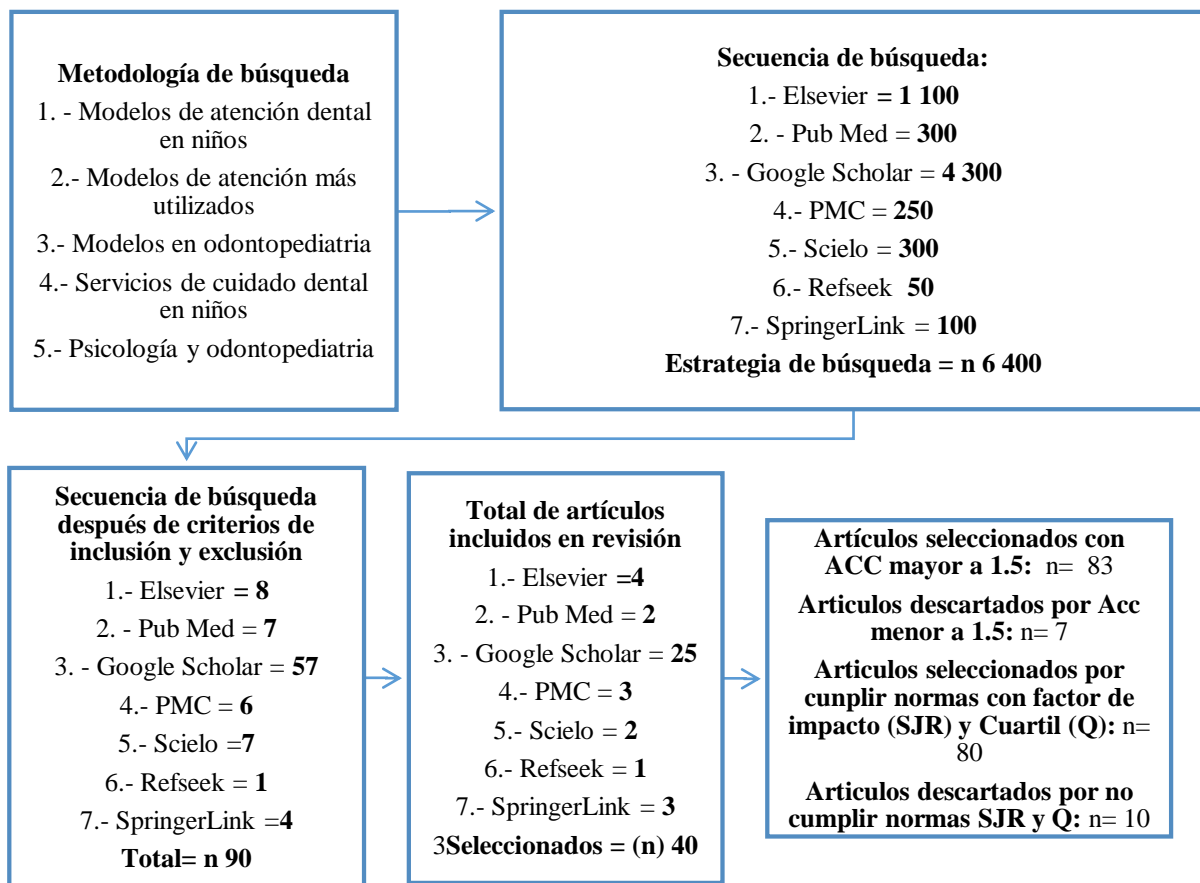 Metodología de búsqueda
1. - Modelos de atención dental
en niños
2.- Modelos de atención más
utilizados
3.- Modelos en odontopediatria
4.- Servicios de cuidado dental
en niños
5.- Psicología y odontopediatria
Secuencia de búsqueda:
1.- Elsevier = 1 100
2. - Pub Med = 300
3. - Google Scholar = 4 300
4.- PMC = 250
5.- Scielo = 300
6.- Refseek 50
7.- SpringerLink = 100
Estrategia de búsqueda = n 6 400
Secuencia de búsqueda
después de criterios de
inclusión y exclusión
1.- Elsevier = 8
2. - Pub Med = 7
3. - Google Scholar = 57
4.- PMC = 6
5.- Scielo =7
6.- Refseek = 1
7.- SpringerLink =4
Total= n 90
Total de artículos
incluidos en revisión
1.- Elsevier =4
2. - Pub Med = 2
3. - Google Scholar = 25
4.- PMC = 3
5.- Scielo = 2
6.- Refseek = 1
7.- SpringerLink = 3
3Seleccionados = (n) 40
Artículos seleccionados con
ACC mayor a 1.5: n= 83
Articulos descartados por Acc
menor a 1.5: n= 7
Articulos seleccionados por
cunplir normas con factor de
impacto (SJR) y Cuartil (Q): n=
80
Articulos descartados por no
cumplir normas SJR y Q: n= 10